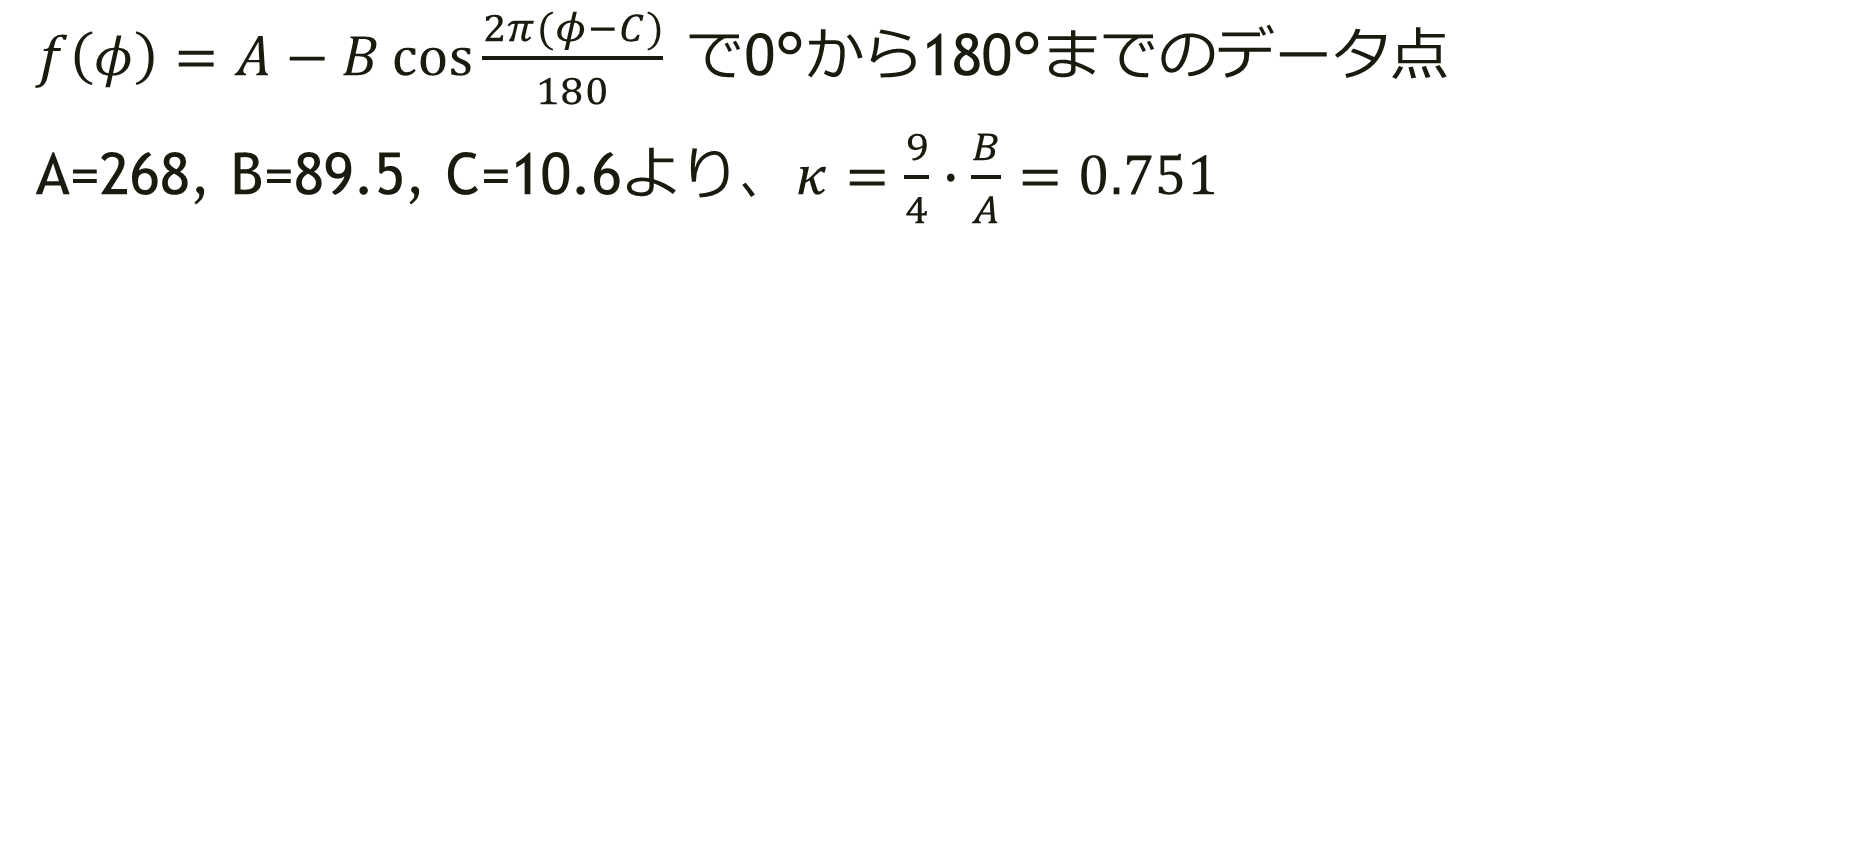 f(ϕ) = A − B cos 2π(ϕ−C)/180 で0°から180°までのデータ点
A=268, B=89.5, C=10.6より、κ = 9/4 · B/A = 0.751